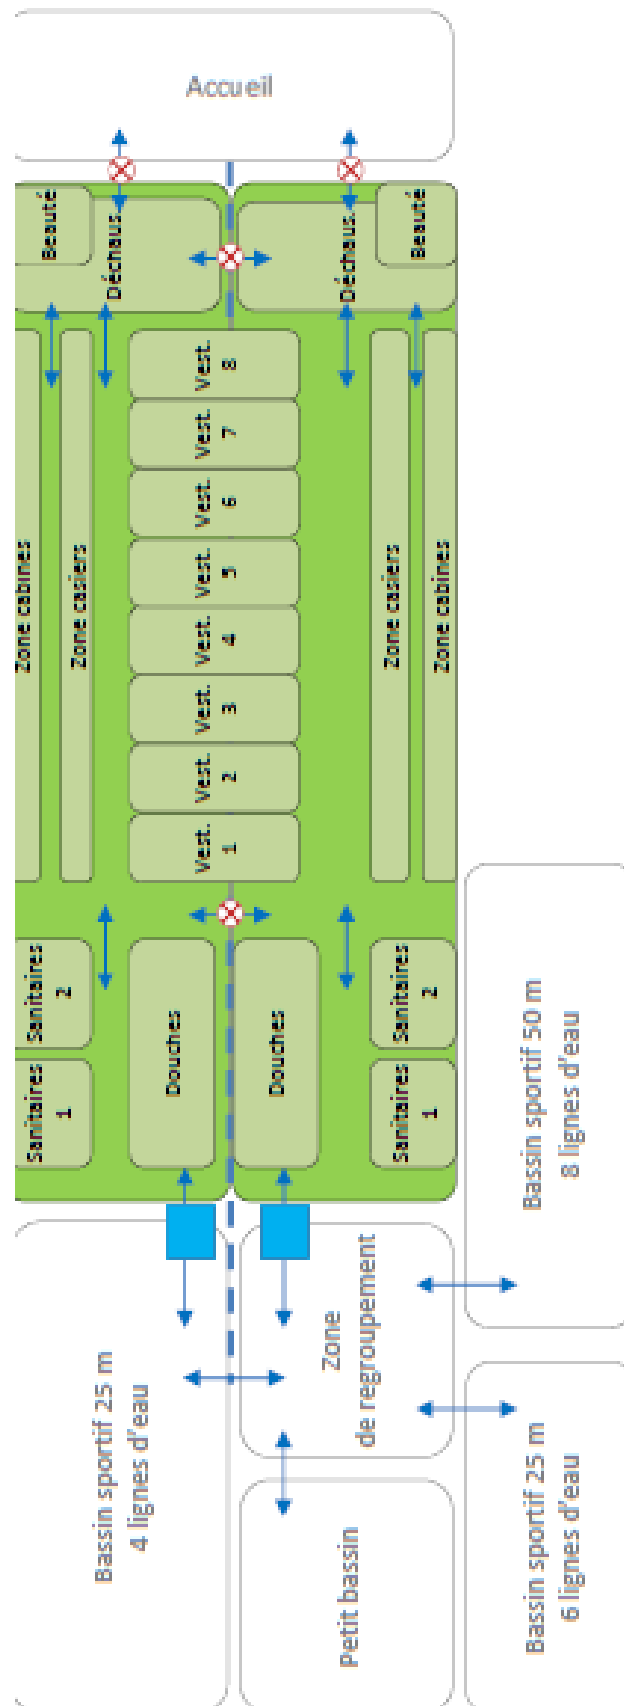 Accueil
Beauté
Déchaus.
Déchaus.
Beauté
Zone cabines
Zone casiers
Vest.
8
Vest.
7
Vest.
6
Vest.
5
Vest.
4
Vest.
3
Vest.
2
Vest.
1
Zone casiers
Zone cabines
Sanitaires
2
Sanitaires
1
Douches
Douches
Sanitaires
2
Sanitaires
1
Bassin sportif 50 m
8 lignes d'eau
Zone
de regroupement
Bassin sportif 25 m
4 lignes d'eau
Petit bassin
Bassin sportif 25 m
6 lignes d'eau